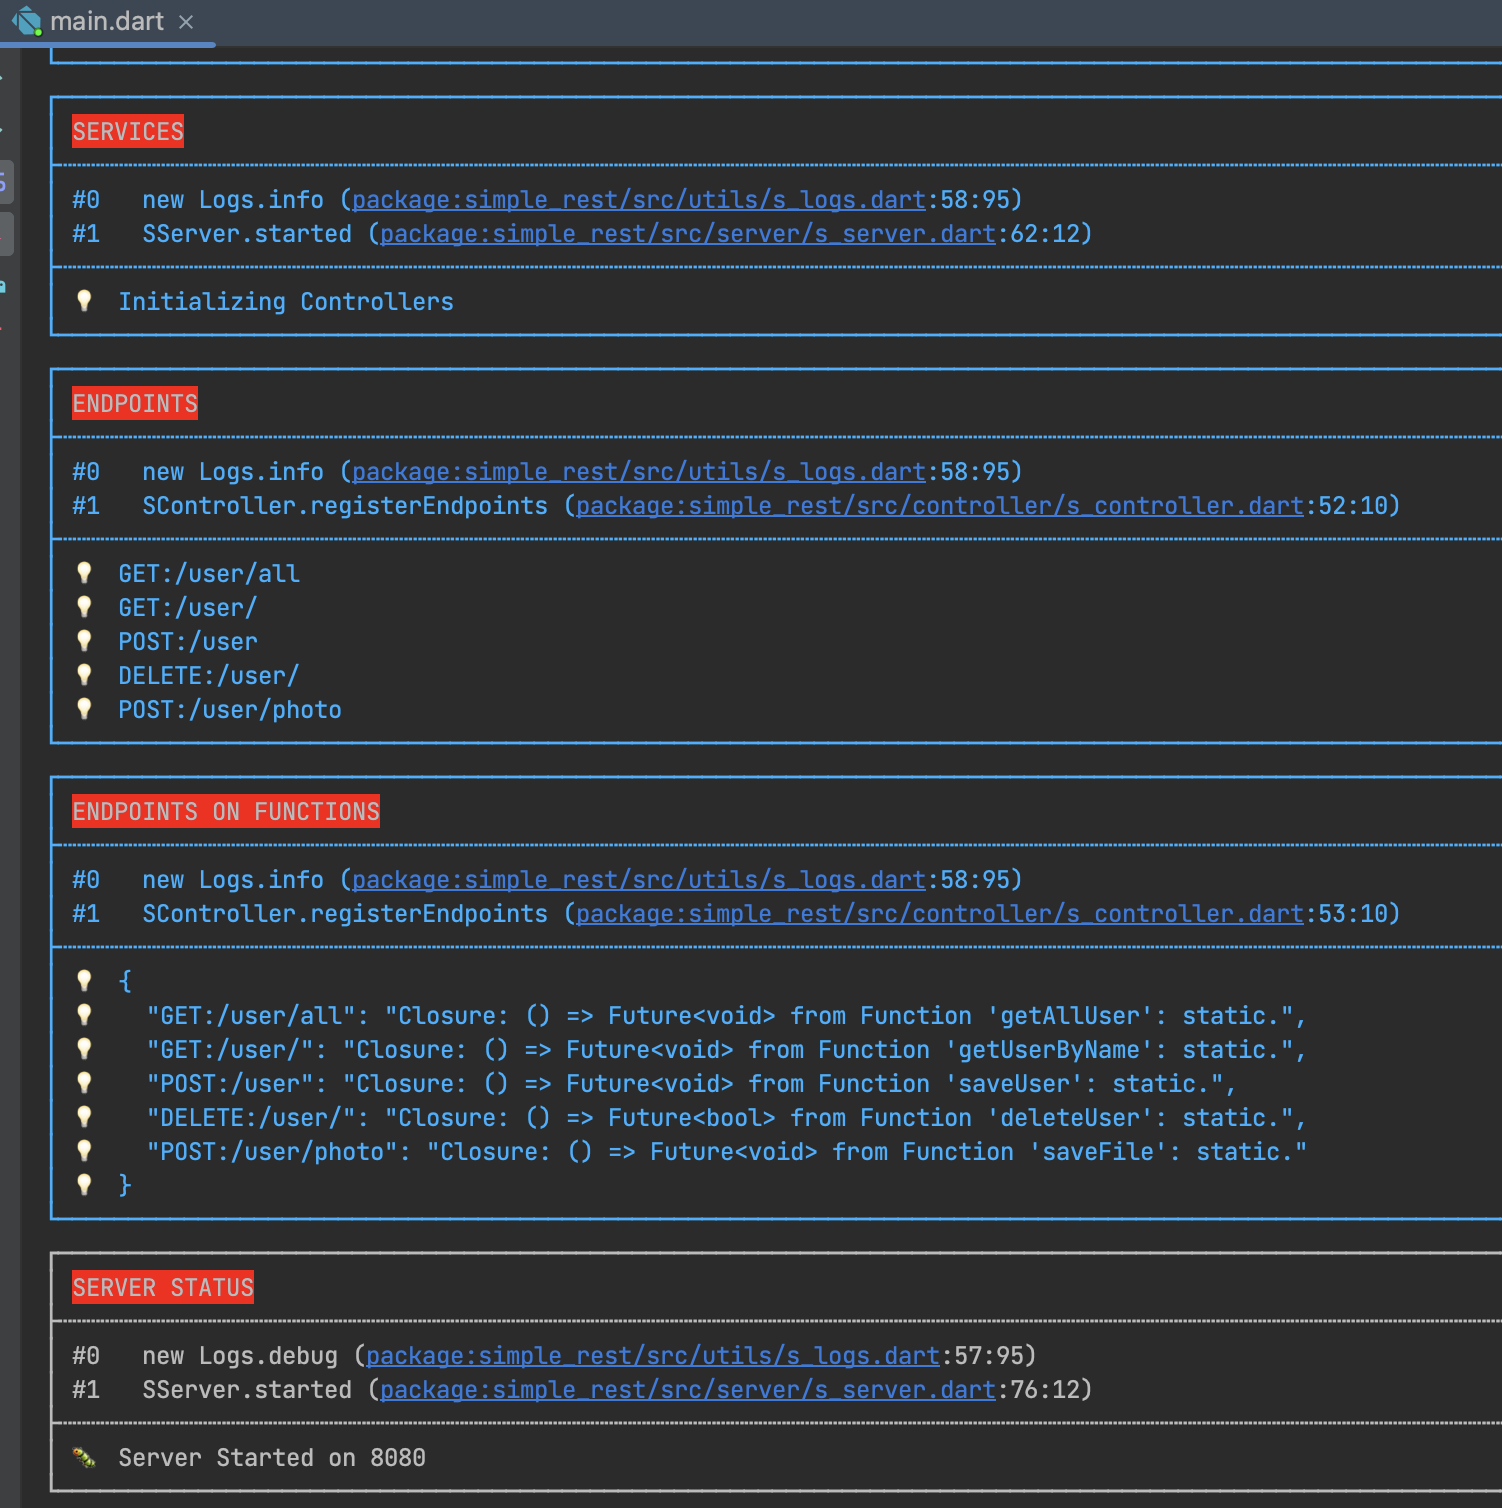 main.dart
SERVICES
#0   new Logs.info (package:simple_rest/src/utils/s_logs.dart:58:95)
#1   SServer.started (package:simple_rest/src/server/s_server.dart:62:12)
Initializing Controllers
ENDPOINTS
#0   new Logs.info (package:simple_rest/src/utils/s_logs.dart:58:95)
#1   SController.registerEndpoints (package:simple_rest/src/controller/s_controller.dart:52:10)
GET:/user/all
GET:/user/
POST:/user
DELETE:/user/
POST:/user/photo
ENDPOINTS ON FUNCTIONS
#0   new Logs.info (package:simple_rest/src/utils/s_logs.dart:58:95)
#1   SController.registerEndpoints (package:simple_rest/src/controller/s_controller.dart:53:10)
{
"GET:/user/all": "Closure: () => Future<void> from Function 'getAllUser': static.",
"GET:/user/": "Closure: () => Future<void> from Function 'getUserByName': static.",
"POST:/user": "Closure: () => Future<void> from Function 'saveUser': static.",
"DELETE:/user/": "Closure: () => Future<bool> from Function 'deleteUser': static.",
"POST:/user/photo": "Closure: () => Future<void> from Function 'saveFile': static."
}
SERVER STATUS
#0   new Logs.debug (package:simple_rest/src/utils/s_logs.dart:57:95)
#1   SServer.started (package:simple_rest/src/server/s_server.dart:76:12)
Server Started on 8080